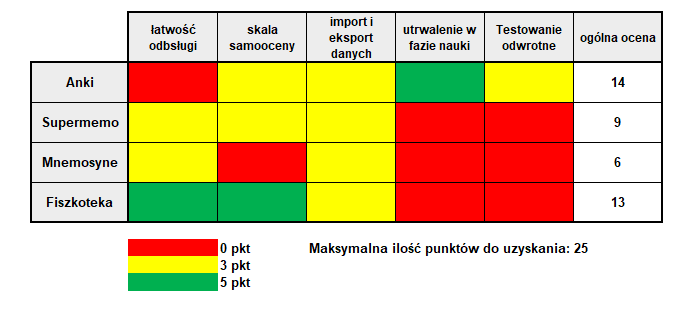 łatwość
odbsługi
skala
samooceny
import i
eksport
danych
utrwalenie w
fazie nauki
Testowanie
odwrotne
ogólna ocena
Anki
14
Supermemo
9
Mnemosyne
6
Fiszkoteka
13
0 pkt
Maksymalna ilość punktów do uzyskania: 25
3 pkt
5 pkt